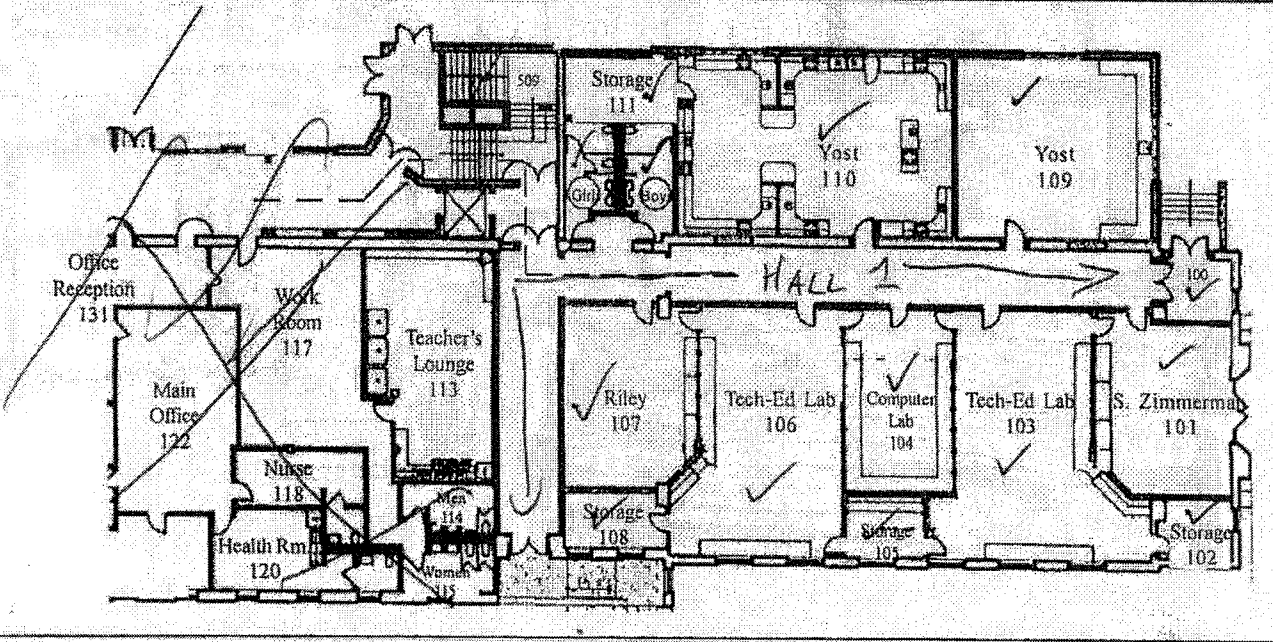 509
Storage
111
Yost
110
Yost
109
Girl
Boy
Office
Reception
131
Work
Room
117
HALL 1
100
Teacher's
Lounge
113
Main
Office
122
Riley
107
Tech-Ed Lab
106
Computer
Lab
104
Tech-Ed Lab
103
S. Zimmerman
101
Nurse
118
Men
114
Storage
108
Storage
105
Storage
102
Health Rm.
120
Women
115